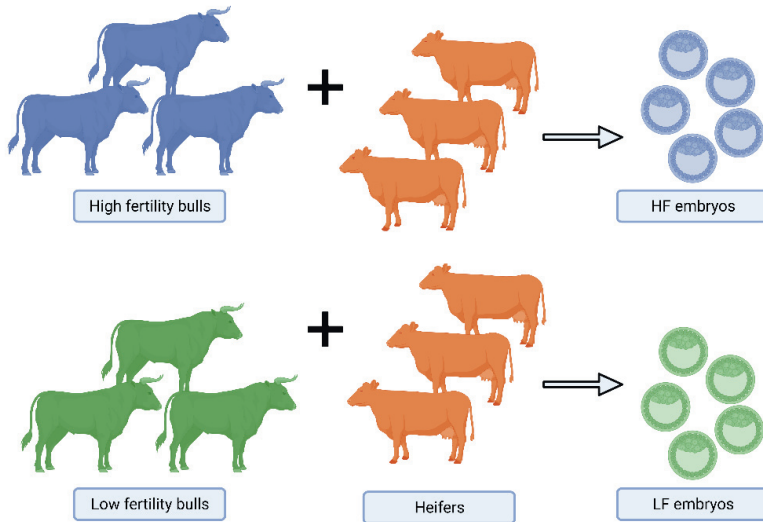 High fertility bulls
HF embryos
Low fertility bulls
Heifers
LF embryos